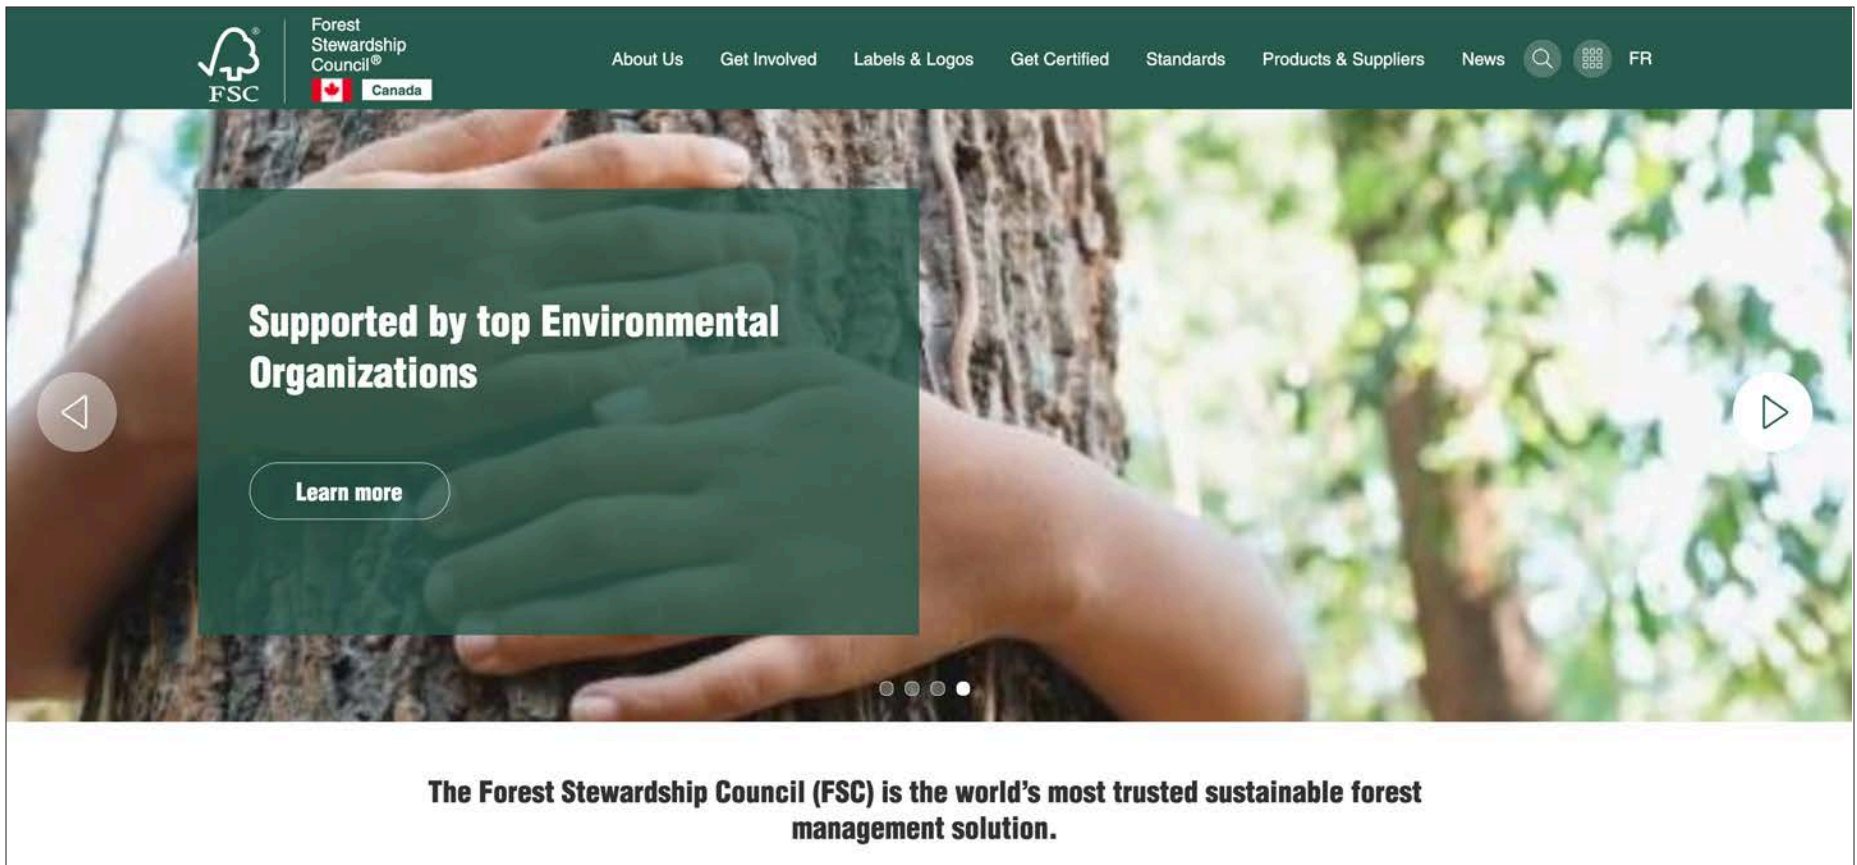 FSC
Forest
Stewardship
Council®
Canada
About Us Get Involved Labels & Logos Get Certified Standards Products & Suppliers News FR
Supported by top Environmental
Organizations
Learn more
The Forest Stewardship Council (FSC) is the world's most trusted sustainable forest
management solution.